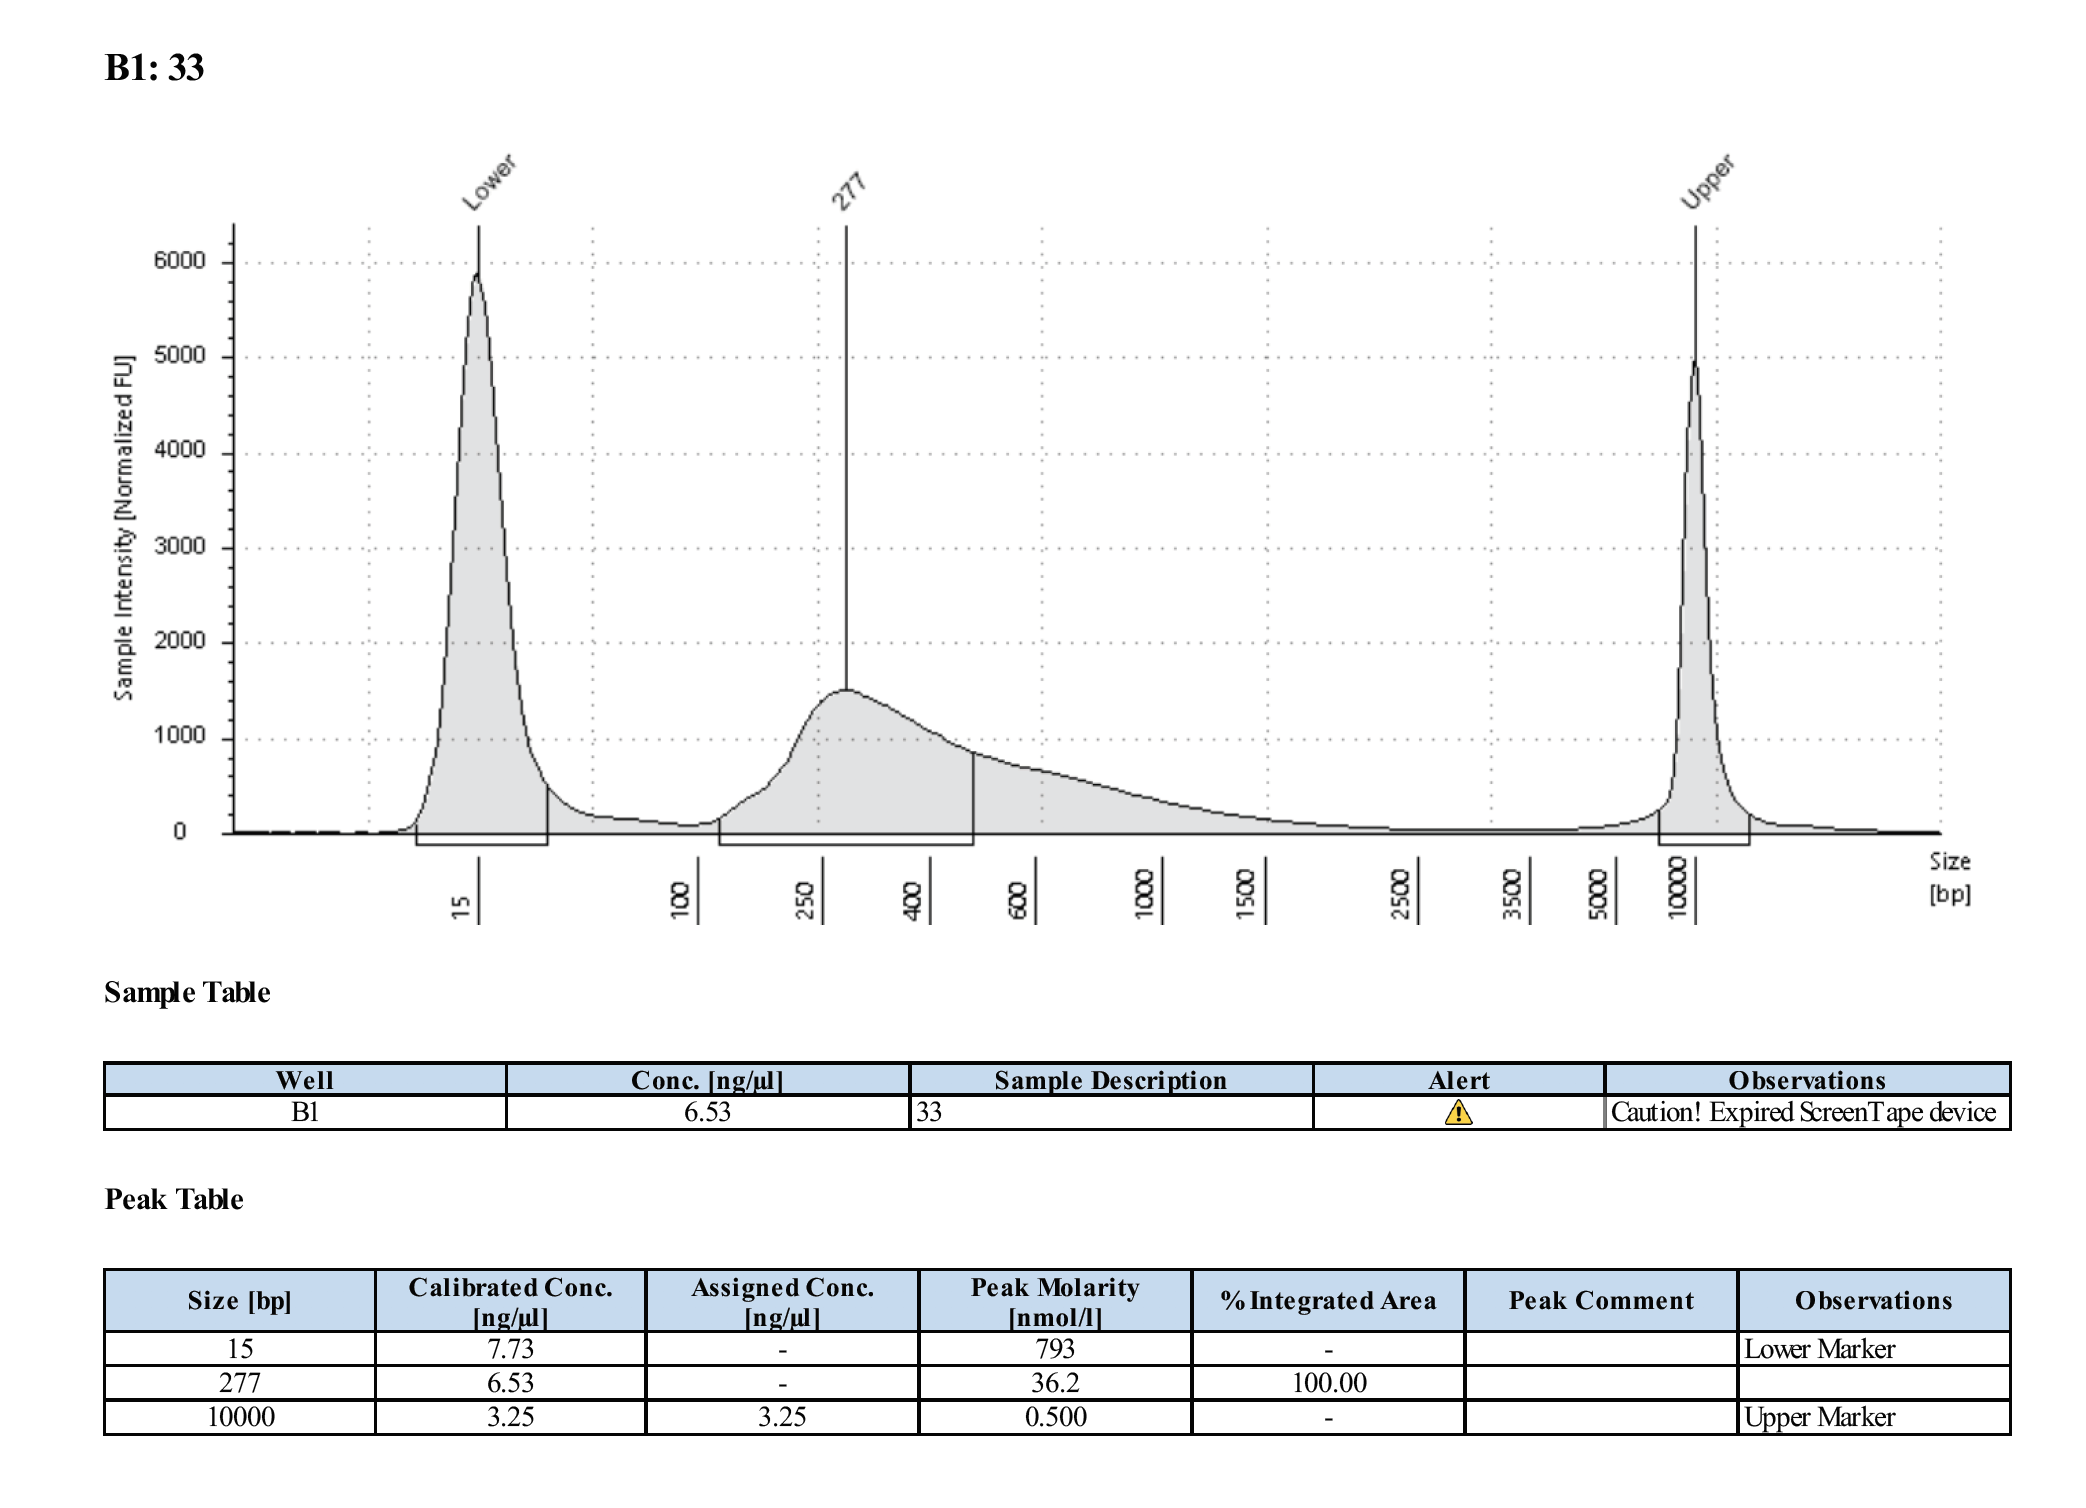 B1: 33
Lower
277
Upper
Sample Intensity [Normalized FU]
6000
5000
4000
3000
2000
1000
0
15
100
250
400
600
1000
1500
2500
3500
5000
10000
Size
[bp]
Sample Table
Well Conc. [ng/µl] Sample Description Alert Observations
B1 6.53 33 Caution! Expired ScreenTape device
Peak Table
Size [bp] Calibrated Conc. [ng/µl] Assigned Conc. [ng/µl] Peak Molarity [nmol/l] % Integrated Area Peak Comment Observations
15 7.73 - 793 - Lower Marker
277 6.53 - 36.2 100.00
10000 3.25 3.25 0.500 - Upper Marker